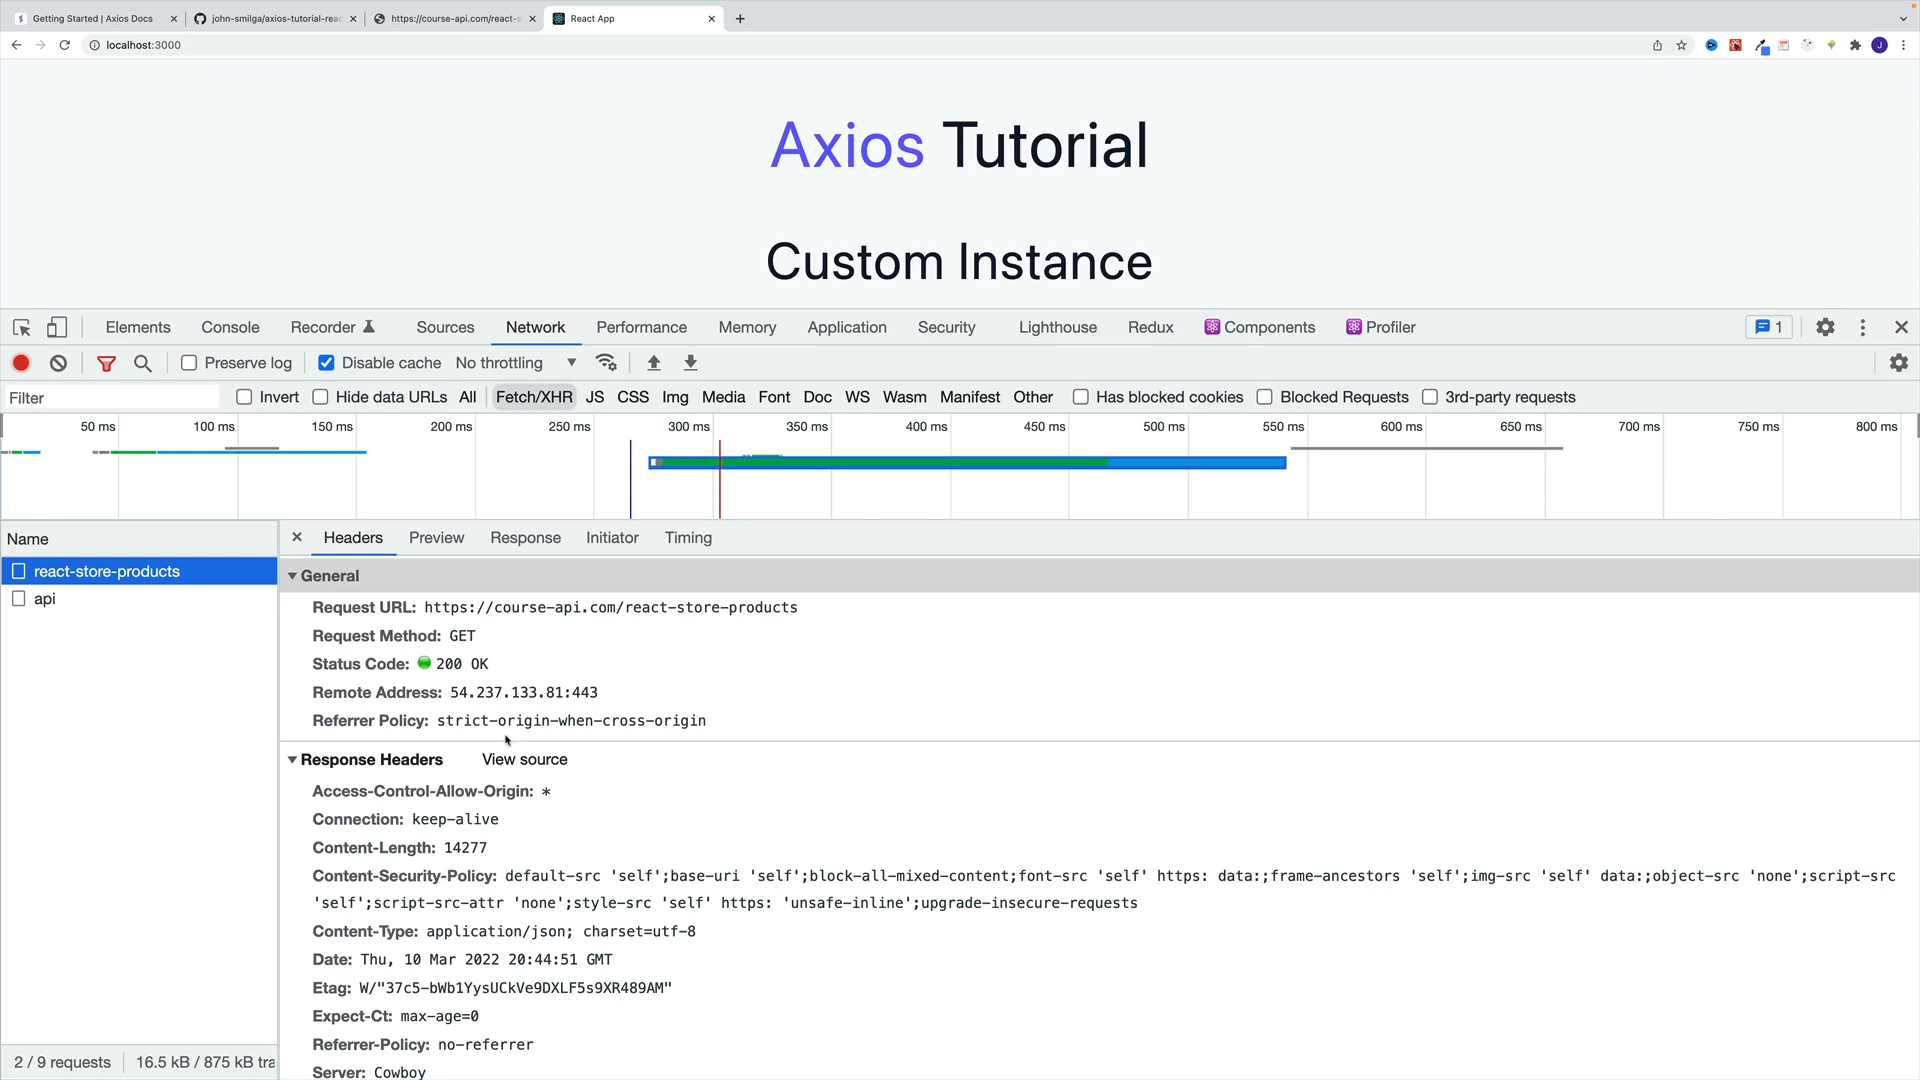 Getting Started | Axios Docs
john-smilga/axios-tutorial-rea
https://course-api.com/react-s
React App
localhost:3000
J
Axios Tutorial
Custom Instance
Elements Console Recorder Sources Network Performance Memory Application Security Lighthouse Redux Components Profiler 1
Preserve log Disable cache No throttling
Filter Invert Hide data URLs All Fetch/XHR JS CSS Img Media Font Doc WS Wasm Manifest Other Has blocked cookies Blocked Requests 3rd-party requests
50 ms 100 ms 150 ms 200 ms 250 ms 300 ms 350 ms 400 ms 450 ms 500 ms 550 ms 600 ms 650 ms 700 ms 750 ms 800 ms
Name
react-store-products
api
2 / 9 requests 16.5 kB / 875 kB tra
Headers Preview Response Initiator Timing
General
Request URL: https://course-api.com/react-store-products
Request Method: GET
Status Code: 200 OK
Remote Address: 54.237.133.81:443
Referrer Policy: strict-origin-when-cross-origin
Response Headers View source
Access-Control-Allow-Origin: *
Connection: keep-alive
Content-Length: 14277
Content-Security-Policy: default-src 'self';base-uri 'self';block-all-mixed-content;font-src 'self' https: data:;frame-ancestors 'self';img-src 'self' data:;object-src 'none';script-src
'self';script-src-attr 'none';style-src 'self' https: 'unsafe-inline';upgrade-insecure-requests
Content-Type: application/json; charset=utf-8
Date: Thu, 10 Mar 2022 20:44:51 GMT
Etag: W/"37c5-bWb1YysUCkVe9DXLF5s9XR489AM"
Expect-Ct: max-age=0
Referrer-Policy: no-referrer
Server: Cowboy